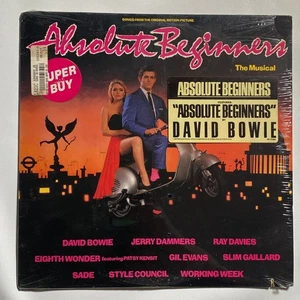 SONGS FROM THE ORIGINAL MOTION PICTURE
Absolute Beginners
The Musical
SUPER
BUY
ABSOLUTE BEGINNERS
"ABSOLUTE BEGINNERS"
DAVID BOWIE
DAVID BOWIE JERRY DAMMERS RAY DAVIES
EIGHTH WONDER featuring PATSY KENSIT GIL EVANS SLIM GAILLARD
SADE STYLE COUNCIL WORKING WEEK